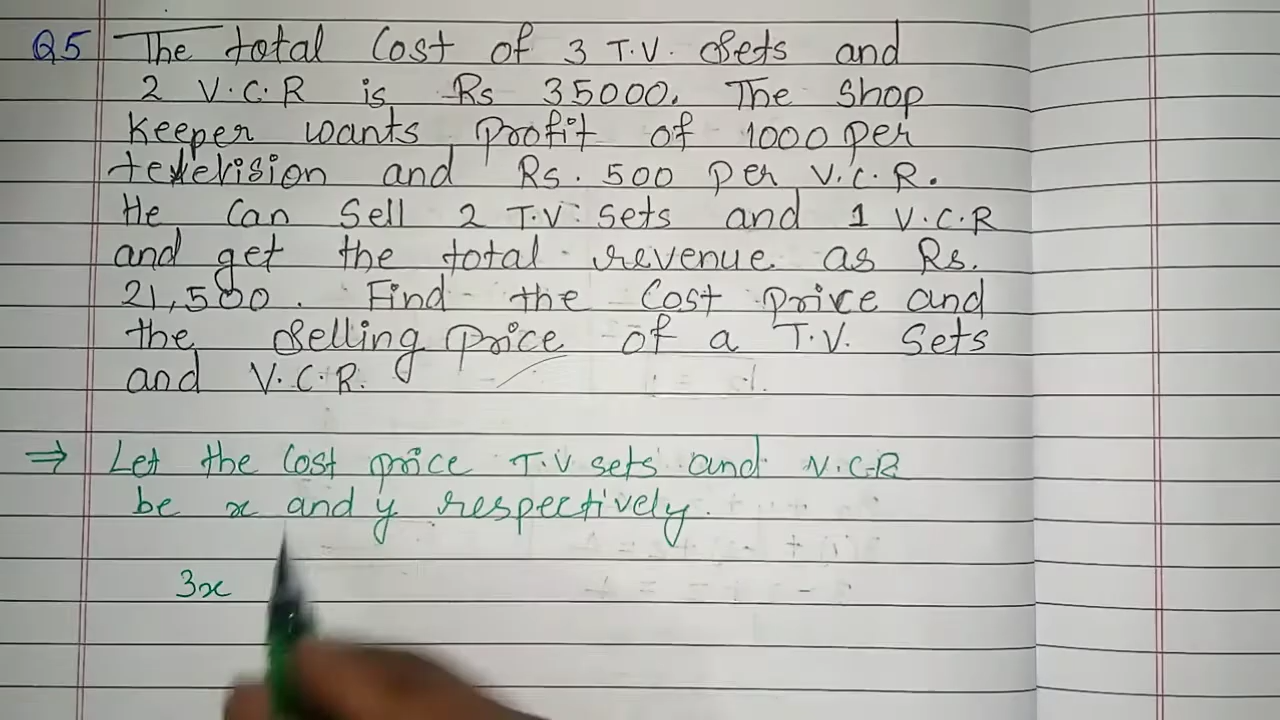 Q5 The total Cost of 3 T.V. Sets and
2 V.C.R is Rs 35000. The Shop
Keeper wants Profit of 1000 Per
television and Rs. 500 Per V.C.R.
He Can Sell 2 T.V. Sets and 1 V.C.R
and get the total revenue as Rs.
21,500. Find the Cost price and
the Selling price of a T.V. Sets
and V.C.R.
⇒ Let the Cost price T.V sets and V.C.R
be x and y respectively.
3x